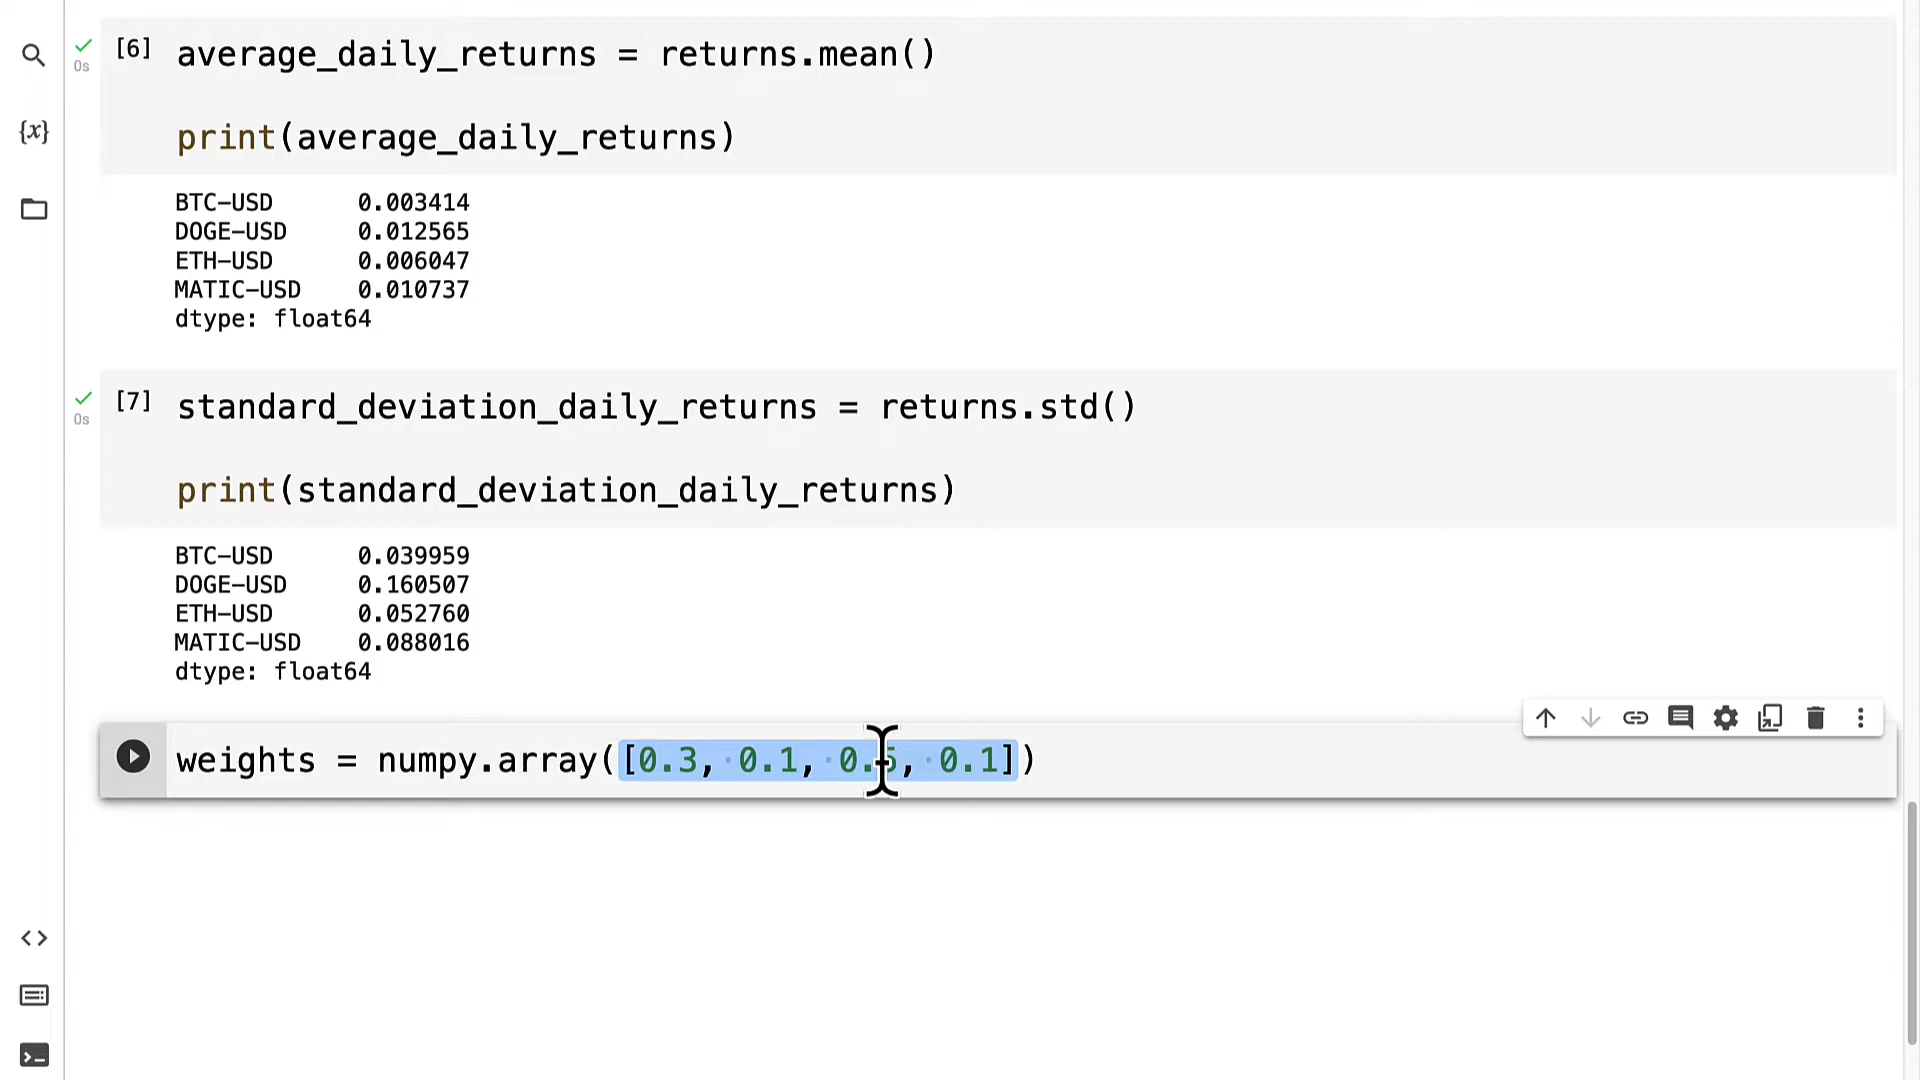 [6] average_daily_returns = returns.mean()
0s
print(average_daily_returns)
{x}
BTC-USD 0.003414
DOGE-USD 0.012565
ETH-USD 0.006047
MATIC-USD 0.010737
dtype: float64
[7] standard_deviation_daily_returns = returns.std()
0s
print(standard_deviation_daily_returns)
BTC-USD 0.039959
DOGE-USD 0.160507
ETH-USD 0.052760
MATIC-USD 0.088016
dtype: float64
weights = numpy.array([0.3, 0.1, 0.5, 0.1])